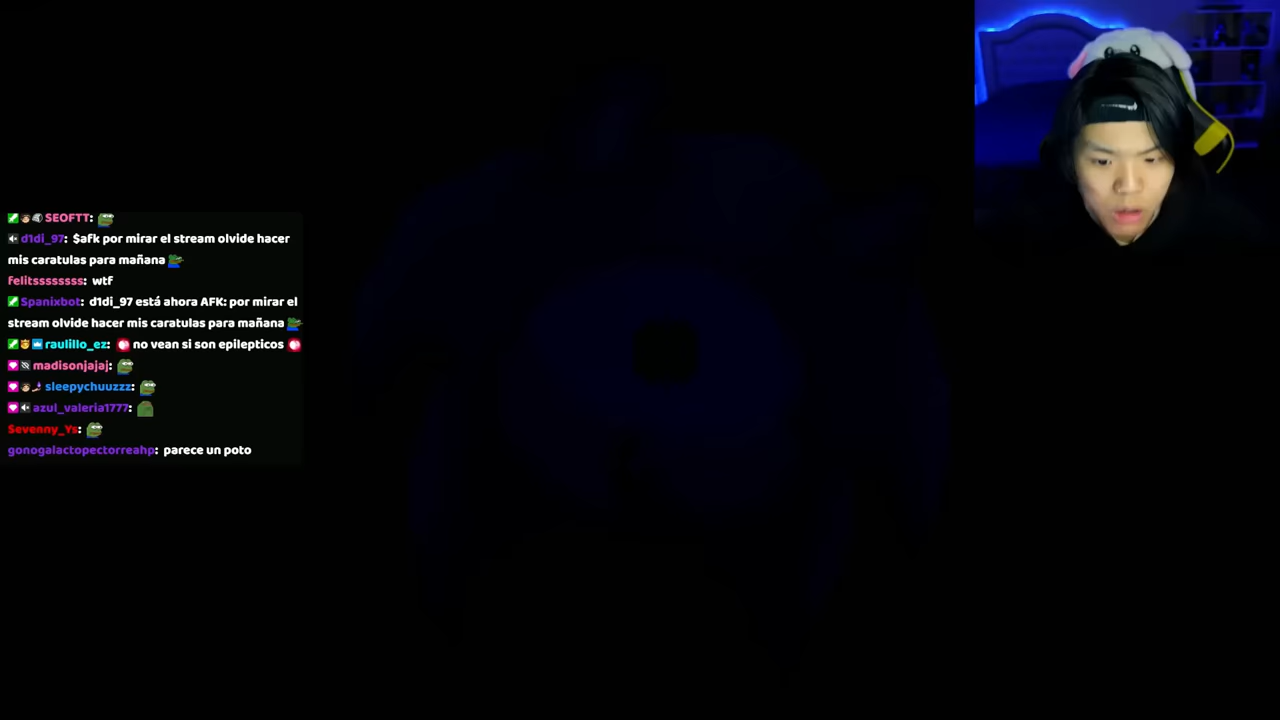 SEOFTT:
d1di_97: $afk por mirar el stream olvide hacer
mis caratulas para mañana
felitssssssss: wtf
Spanixbot: d1di_97 está ahora AFK: por mirar el
stream olvide hacer mis caratulas para mañana
raulillo_ez: no vean si son epilepticos
madisonjajaj:
sleepychuuzzz:
azul_valeria1777:
Sevenny_Ys:
gonogalactopectorreahp: parece un poto